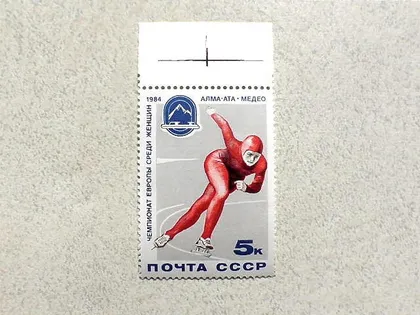 1984 АЛМА-АТА - МЕДЕО
ЧЕМПИОНАТ ЕВРОПЫ СРЕДИ ЖЕНЩИН
5к
ПОЧТА СССР